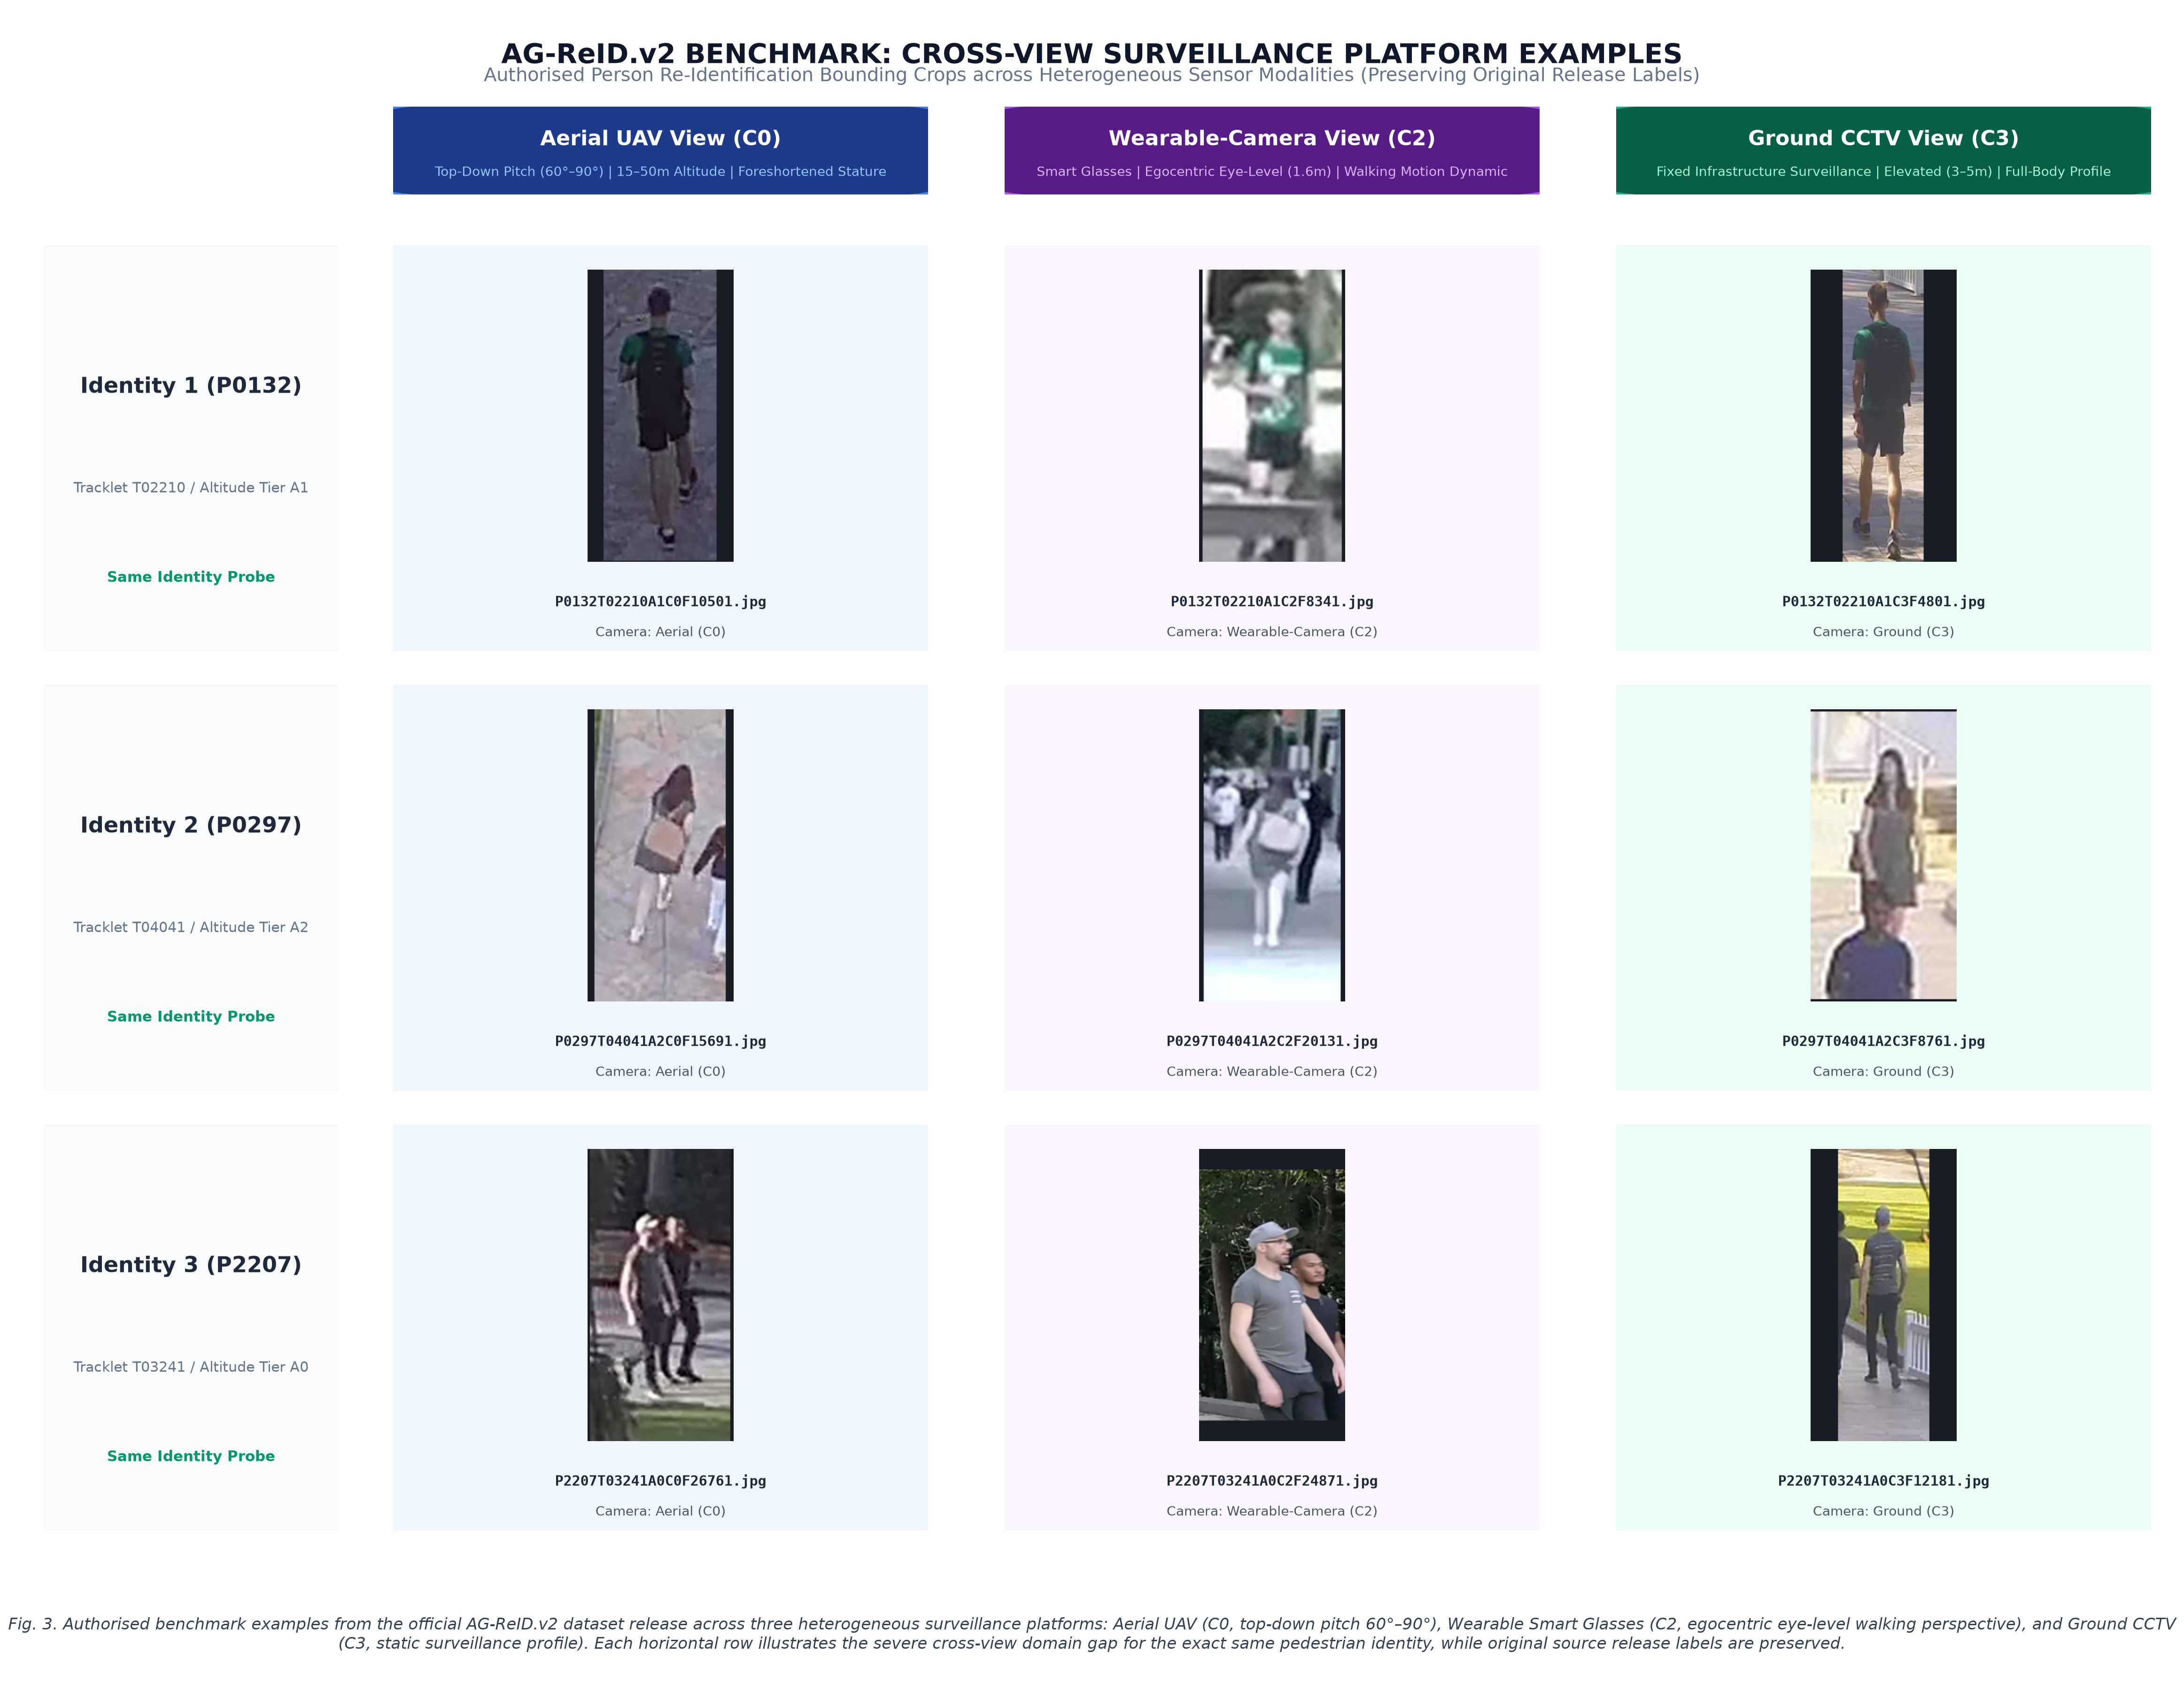 AG-ReID.v2 BENCHMARK: CROSS-VIEW SURVEILLANCE PLATFORM EXAMPLES
Authorised Person Re-Identification Bounding Crops across Heterogeneous Sensor Modalities (Preserving Original Release Labels)
Aerial UAV View (C0)
Top-Down Pitch (60°–90°) | 15–50m Altitude | Foreshortened Stature
Wearable-Camera View (C2)
Smart Glasses | Egocentric Eye-Level (1.6m) | Walking Motion Dynamic
Ground CCTV View (C3)
Fixed Infrastructure Surveillance | Elevated (3–5m) | Full-Body Profile
Identity 1 (P0132)
Tracklet T02210 / Altitude Tier A1
Same Identity Probe
P0132T02210A1C0F10501.jpg
Camera: Aerial (C0)
P0132T02210A1C2F8341.jpg
Camera: Wearable-Camera (C2)
P0132T02210A1C3F4801.jpg
Camera: Ground (C3)
Identity 2 (P0297)
Tracklet T04041 / Altitude Tier A2
Same Identity Probe
P0297T04041A2C0F15691.jpg
Camera: Aerial (C0)
P0297T04041A2C2F20131.jpg
Camera: Wearable-Camera (C2)
P0297T04041A2C3F8761.jpg
Camera: Ground (C3)
Identity 3 (P2207)
Tracklet T03241 / Altitude Tier A0
Same Identity Probe
P2207T03241A0C0F26761.jpg
Camera: Aerial (C0)
P2207T03241A0C2F24871.jpg
Camera: Wearable-Camera (C2)
P2207T03241A0C3F12181.jpg
Camera: Ground (C3)
Fig. 3. Authorised benchmark examples from the official AG-ReID.v2 dataset release across three heterogeneous surveillance platforms: Aerial UAV (C0, top-down pitch 60°–90°), Wearable Smart Glasses (C2, egocentric eye-level walking perspective), and Ground CCTV
(C3, static surveillance profile). Each horizontal row illustrates the severe cross-view domain gap for the exact same pedestrian identity, while original source release labels are preserved.